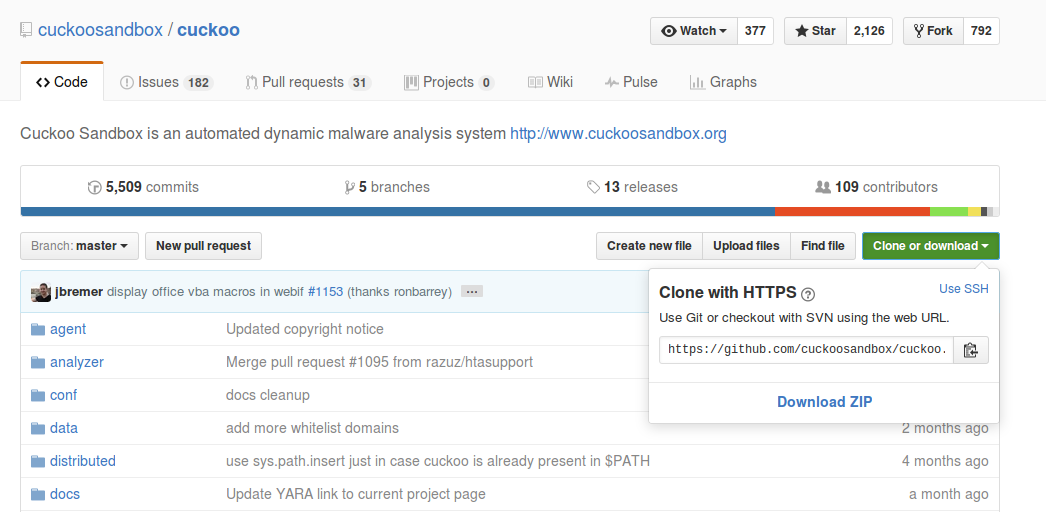 cuckoosandbox / cuckoo
Watch 377 Star 2,126 Fork 792
Code Issues 182 Pull requests 31 Projects 0 Wiki Pulse Graphs
Cuckoo Sandbox is an automated dynamic malware analysis system http://www.cuckoosandbox.org
5,509 commits 5 branches 13 releases 109 contributors
Branch: master New pull request Create new file Upload files Find file Clone or download
jbremer display office vba macros in webif #1153 (thanks ronbarrey) ...
Clone with HTTPS ? Use SSH
Use Git or checkout with SVN using the web URL.
https://github.com/cuckoosandbox/cuckoo.
Download ZIP
agent Updated copyright notice
analyzer Merge pull request #1095 from razuz/htasupport
conf docs cleanup
data add more whitelist domains 2 months ago
distributed use sys.path.insert just in case cuckoo is already present in $PATH 4 months ago
docs Update YARA link to current project page a month ago